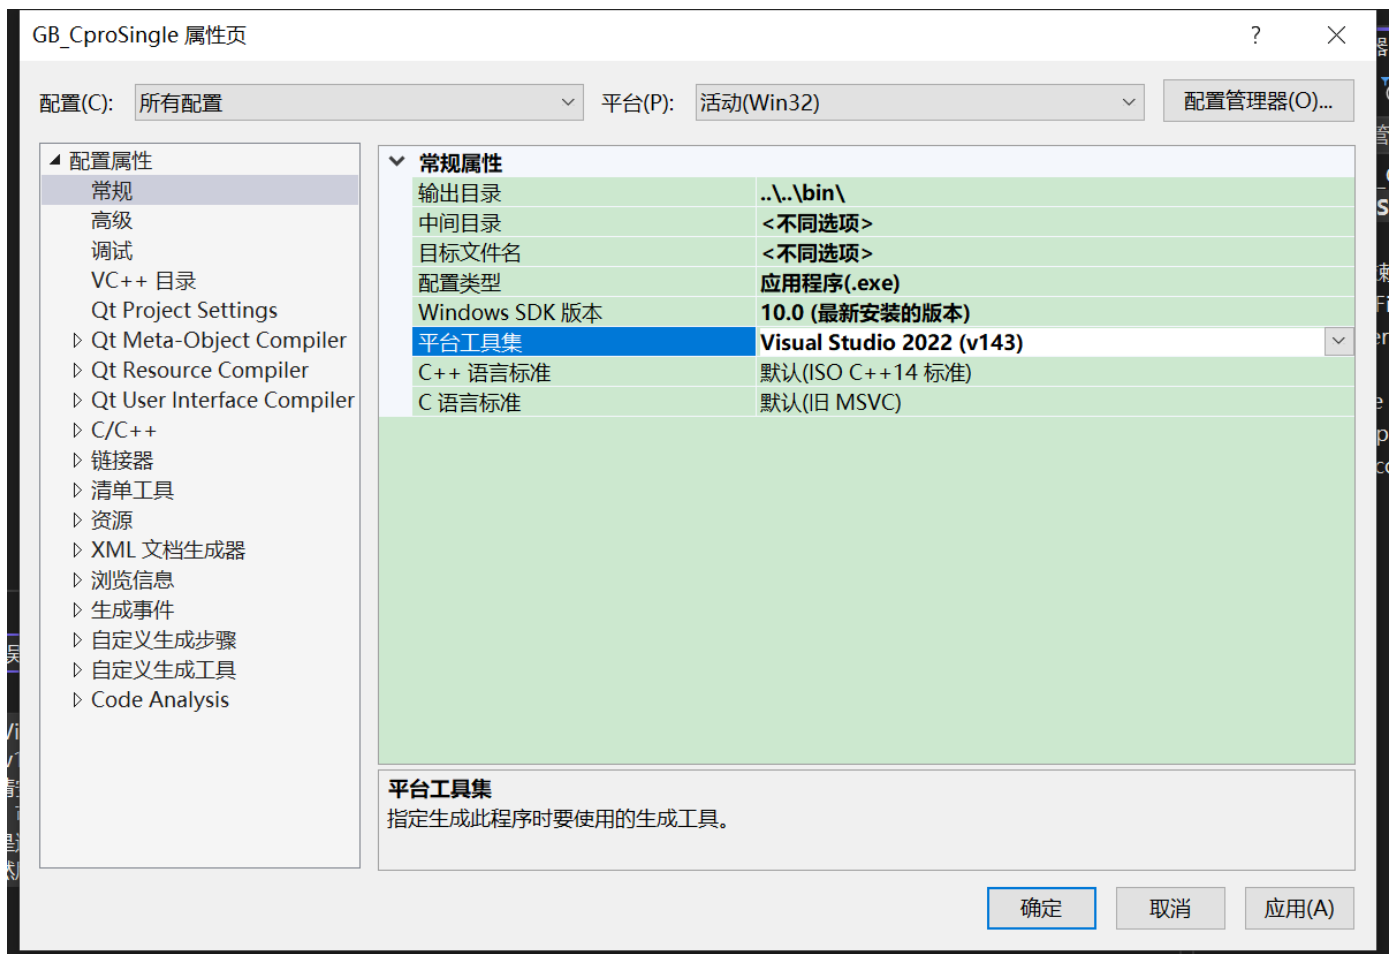 GB_CproSingle 属性页
?
配置(C): 所有配置 平台(P): 活动(Win32) 配置管理器(O)...
配置属性
常规
高级
调试
VC++ 目录
Qt Project Settings
Qt Meta-Object Compiler
Qt Resource Compiler
Qt User Interface Compiler
C/C++
链接器
清单工具
资源
XML 文档生成器
浏览信息
生成事件
自定义生成步骤
自定义生成工具
Code Analysis
常规属性
输出目录 ..\..\bin\
中间目录 <不同选项>
目标文件名 <不同选项>
配置类型 应用程序(.exe)
Windows SDK 版本 10.0 (最新安装的版本)
平台工具集 Visual Studio 2022 (v143)
C++ 语言标准 默认(ISO C++14 标准)
C 语言标准 默认(旧 MSVC)
平台工具集
指定生成此程序时要使用的生成工具。
确定 取消 应用(A)